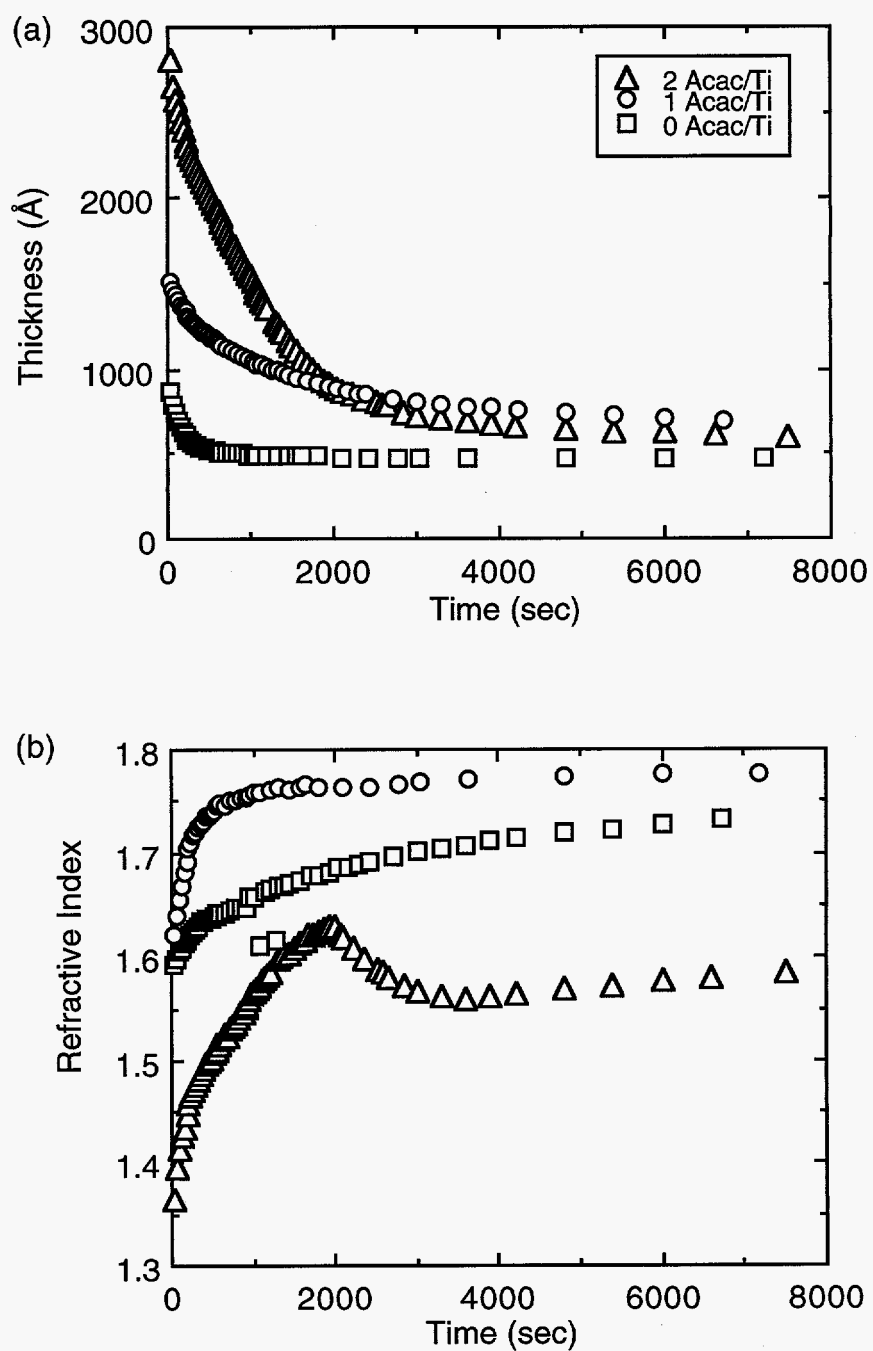 (a)
3000
2000
1000
0
Thickness (Å)
2 Acac/Ti
1 Acac/Ti
0 Acac/Ti
0 2000 4000 6000 8000
Time (sec)
(b)
1.8
1.7
1.6
1.5
1.4
1.3
Refractive Index
0 2000 4000 6000 8000
Time (sec)